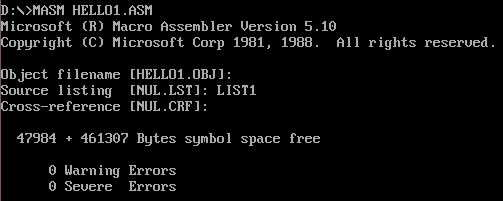 D:\>MASM HELLO1.ASM
Microsoft (R) Macro Assembler Version 5.10
Copyright (C) Microsoft Corp 1981, 1988.  All rights reserved.
Object filename [HELLO1.OBJ]:
Source listing  [NUL.LST]: LIST1
Cross-reference [NUL.CRF]:
47984 + 461307 Bytes symbol space free
0 Warning Errors
0 Severe  Errors